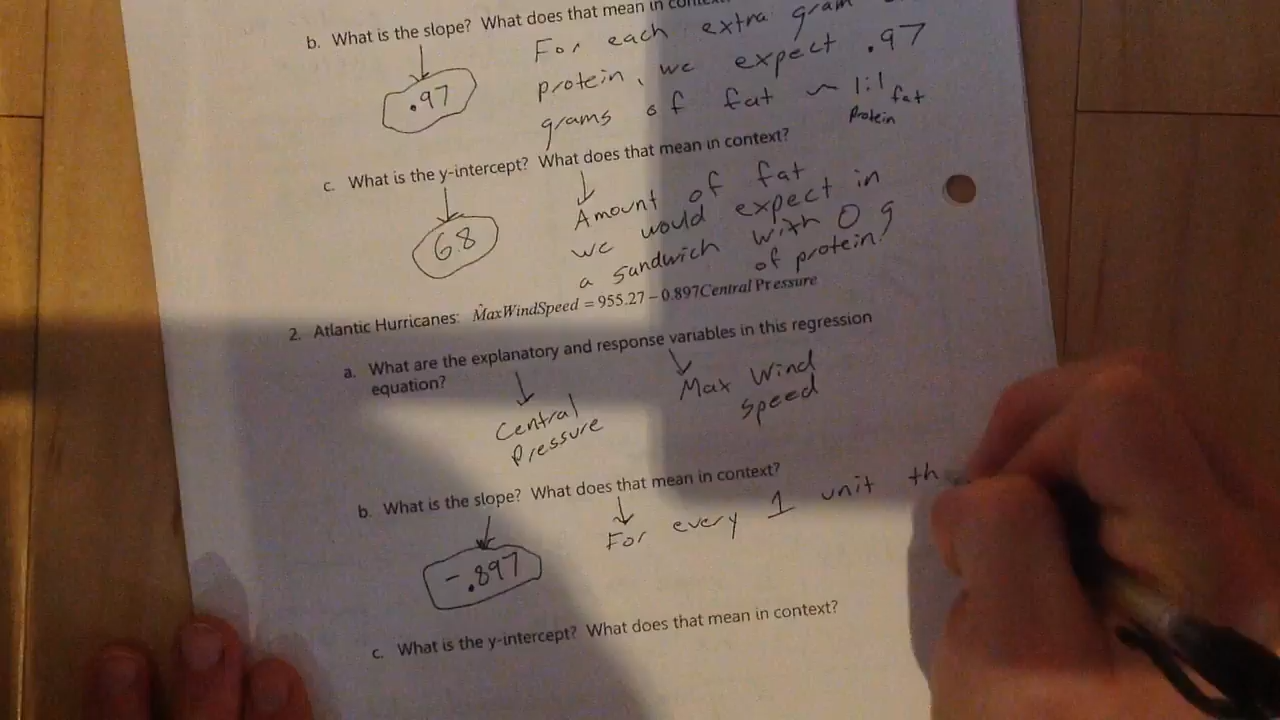 b. What is the slope? What does that mean in
For each extra gram
.97
protein, we expect .97
grams of fat ~ 1:1 fat
Protein
c. What is the y-intercept? What does that mean in context?
6.8
Amount of fat
we would expect in
a sandwich with 0 g
of protein!
2. Atlantic Hurricanes: M̂axWindSpeed = 955.27 – 0.897Central Pressure
a. What are the explanatory and response variables in this regression
equation?
Central
Pressure
Max Wind
Speed
b. What is the slope? What does that mean in context?
-.897
For every 1 unit th
c. What is the y-intercept? What does that mean in context?